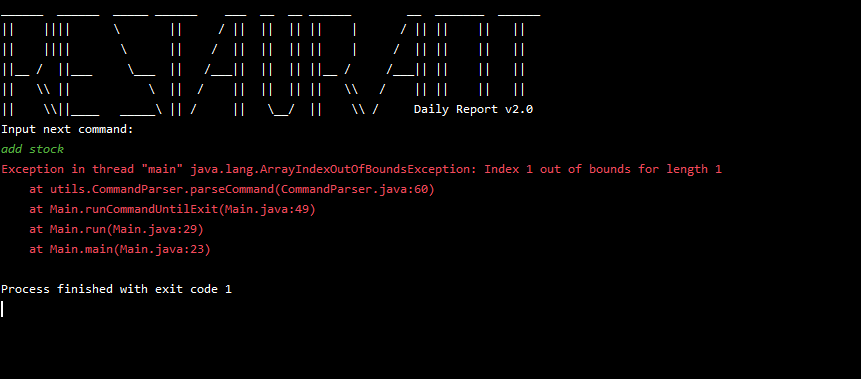 Daily Report v2.0
Input next command:
add stock
Exception in thread "main" java.lang.ArrayIndexOutOfBoundsException: Index 1 out of bounds for length 1
    at utils.CommandParser.parseCommand(CommandParser.java:60)
    at Main.runCommandUntilExit(Main.java:49)
    at Main.run(Main.java:29)
    at Main.main(Main.java:23)
Process finished with exit code 1